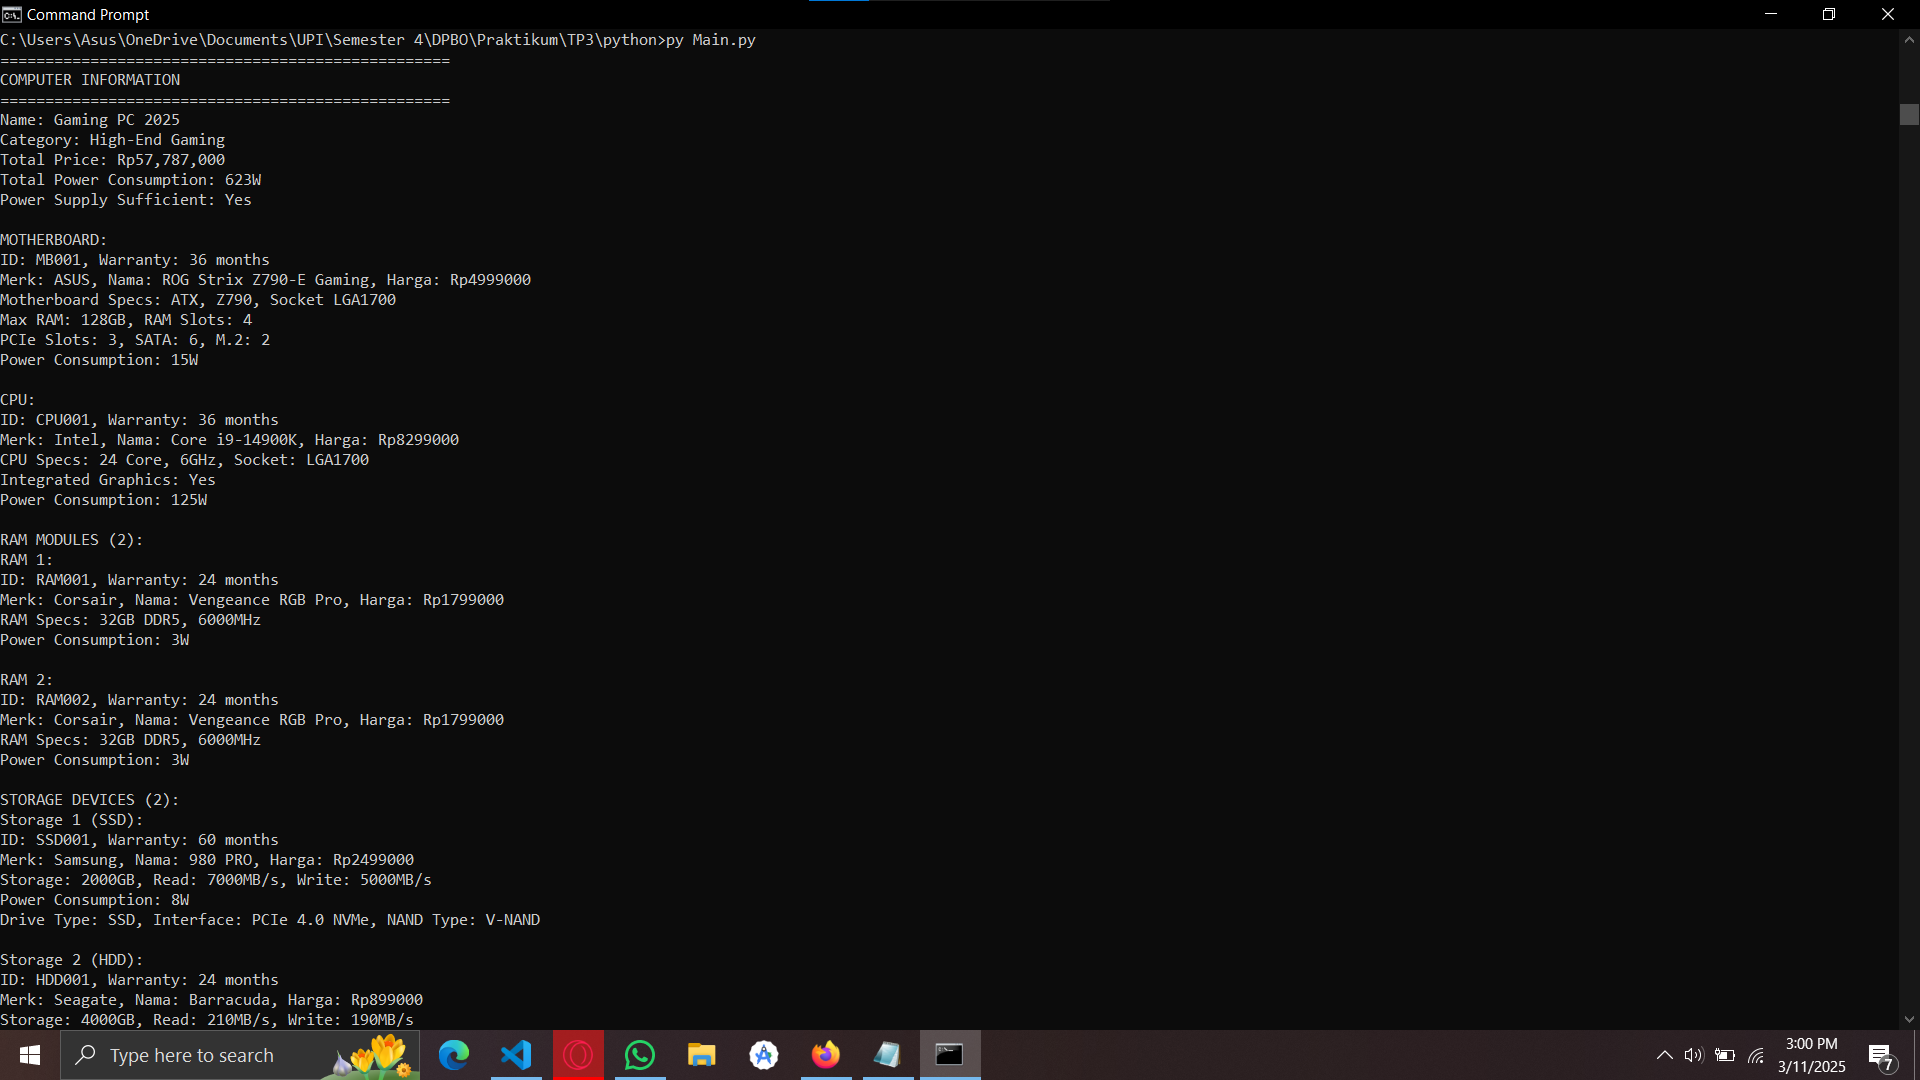 Command Prompt
C:\Users\Asus\OneDrive\Documents\UPI\Semester 4\DPBO\Praktikum\TP3\python>py Main.py
==================================================
COMPUTER INFORMATION
==================================================
Name: Gaming PC 2025
Category: High-End Gaming
Total Price: Rp57,787,000
Total Power Consumption: 623W
Power Supply Sufficient: Yes
MOTHERBOARD:
ID: MB001, Warranty: 36 months
Merk: ASUS, Nama: ROG Strix Z790-E Gaming, Harga: Rp4999000
Motherboard Specs: ATX, Z790, Socket LGA1700
Max RAM: 128GB, RAM Slots: 4
PCIe Slots: 3, SATA: 6, M.2: 2
Power Consumption: 15W
CPU:
ID: CPU001, Warranty: 36 months
Merk: Intel, Nama: Core i9-14900K, Harga: Rp8299000
CPU Specs: 24 Core, 6GHz, Socket: LGA1700
Integrated Graphics: Yes
Power Consumption: 125W
RAM MODULES (2):
RAM 1:
ID: RAM001, Warranty: 24 months
Merk: Corsair, Nama: Vengeance RGB Pro, Harga: Rp1799000
RAM Specs: 32GB DDR5, 6000MHz
Power Consumption: 3W
RAM 2:
ID: RAM002, Warranty: 24 months
Merk: Corsair, Nama: Vengeance RGB Pro, Harga: Rp1799000
RAM Specs: 32GB DDR5, 6000MHz
Power Consumption: 3W
STORAGE DEVICES (2):
Storage 1 (SSD):
ID: SSD001, Warranty: 60 months
Merk: Samsung, Nama: 980 PRO, Harga: Rp2499000
Storage: 2000GB, Read: 7000MB/s, Write: 5000MB/s
Power Consumption: 8W
Drive Type: SSD, Interface: PCIe 4.0 NVMe, NAND Type: V-NAND
Storage 2 (HDD):
ID: HDD001, Warranty: 24 months
Merk: Seagate, Nama: Barracuda, Harga: Rp899000
Storage: 4000GB, Read: 210MB/s, Write: 190MB/s
Type here to search
3:00 PM
3/11/2025
7